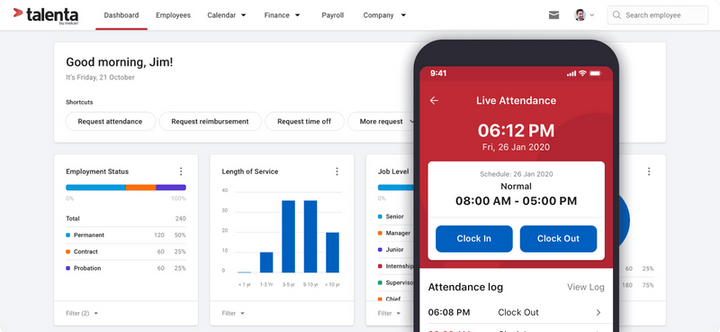 talenta
by mekari
Dashboard Employees Calendar Finance Payroll Company Search employee
Good morning, Jim!
It's Friday, 21 October
Shortcuts
Request attendance Request reimbursement Request time off More request
Employment Status
0% 100%
Total 240
Permanent 120 50%
Contract 60 25%
Probation 60 25%
Filter (2)
Length of Service
40
30
20
10
0
<1 yr 1-3 Yr 3-5 yr 5-10 yr >10 yr
Filter
Job Level
0%
Senior
Manager
Junior
Internship
Supervisor
Chief
Filter
100%
180 75%
60 25%
9:41
Live Attendance
06:12 PM
Fri, 26 Jan 2020
Schedule: 26 Jan 2020
Normal
08:00 AM - 05:00 PM
Clock In Clock Out
Attendance log View Log
06:08 PM Clock Out